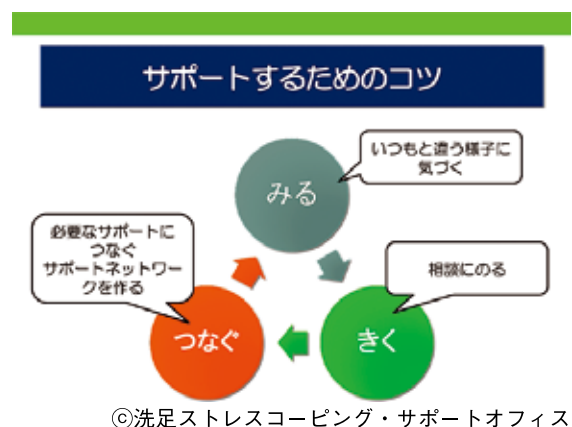 サポートするためのコツ
みる
いつもと違う様子に
気づく
きく
相談にのる
つなぐ
必要なサポートに
つなぐ
サポートネットワー
クを作る
©洗足ストレスコーピング・サポートオフィス